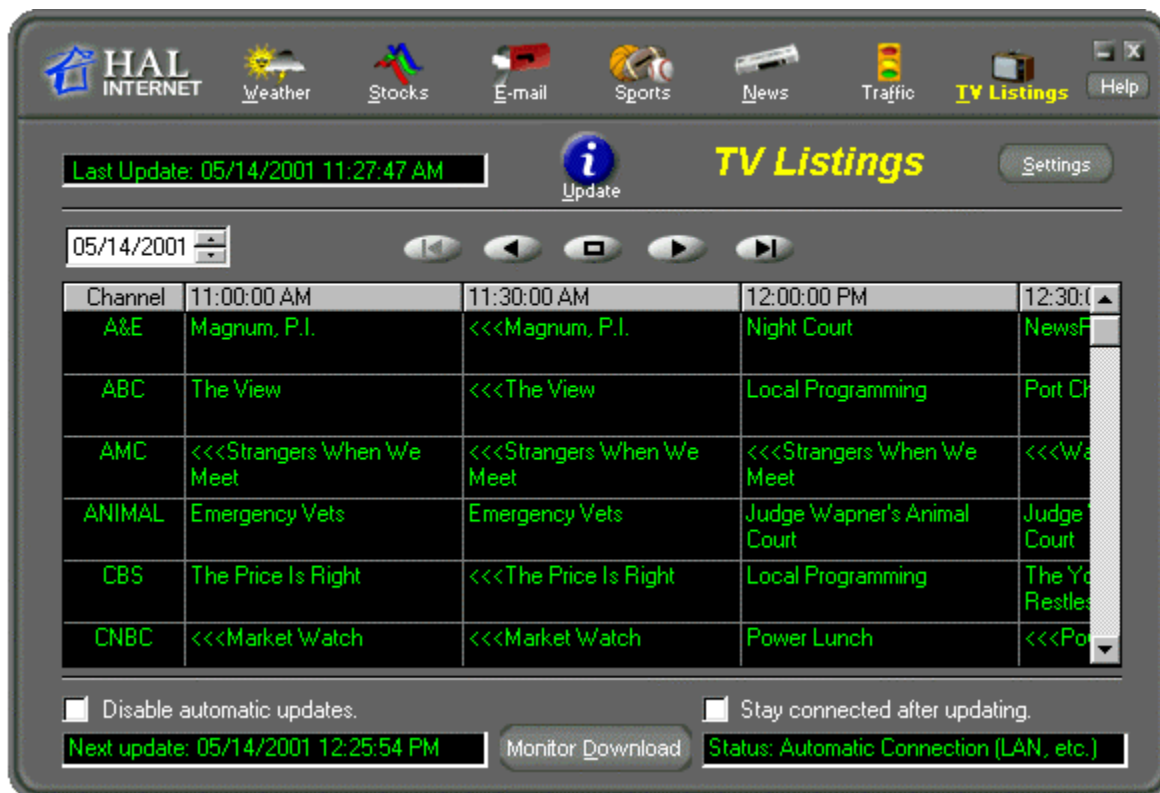 HAL
INTERNET
Weather
Stocks
E-mail
Sports
News
Traffic
TV Listings
Help
Last Update: 05/14/2001 11:27:47 AM
Update
TV Listings
Settings
05/14/2001
Channel 11:00:00 AM 11:30:00 AM 12:00:00 PM 12:30:
A&E Magnum, P.I. <<<Magnum, P.I. Night Court
ABC The View <<<The View Local Programming Port
AMC <<<Strangers When We <<<Strangers When We <<<Strangers When We
Meet Meet Meet
ANIMAL Emergency Vets Emergency Vets Judge Wapner's Animal Judge
Court Court
CBS The Price Is Right <<<The Price Is Right Local Programming The
CNBC <<<Market Watch <<<Market Watch Power Lunch
Disable automatic updates.
Stay connected after updating.
Next update: 05/14/2001 12:25:54 PM
Monitor Download
Status: Automatic Connection (LAN, etc.)